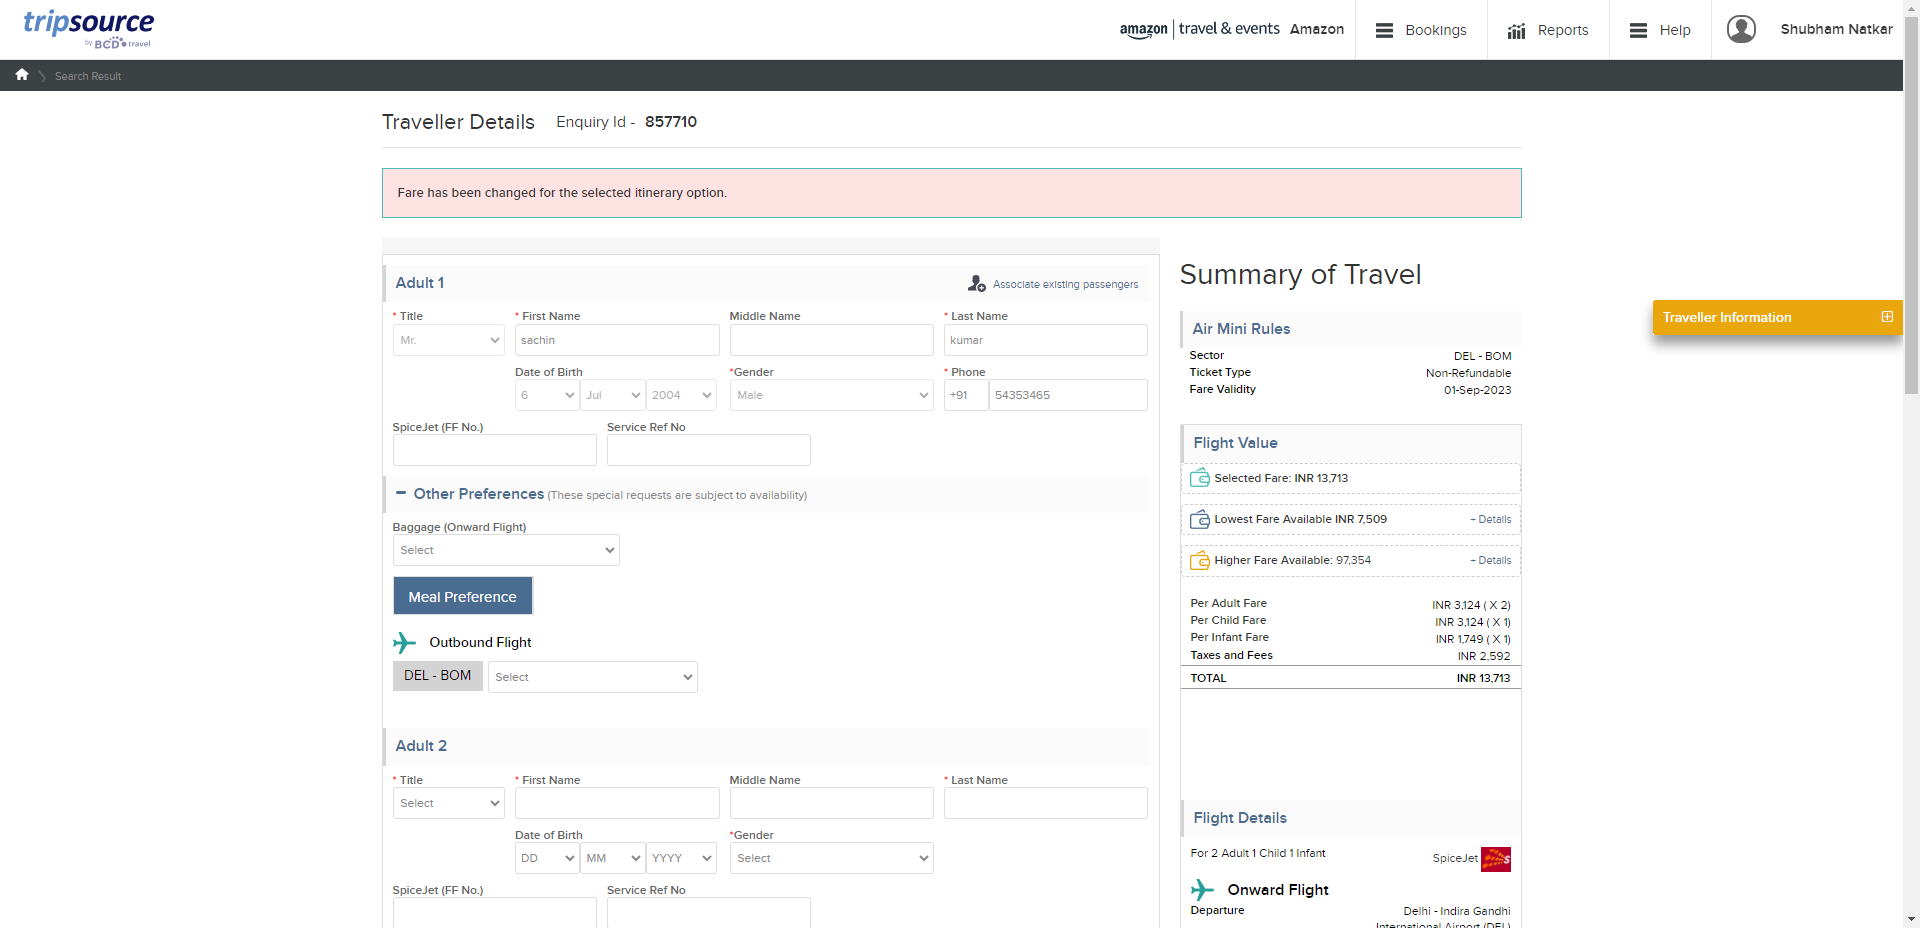 tripsource
by BCD travel
amazon | travel & events Amazon
Bookings
Reports
Help
Shubham Natkar
Search Result
Traveller Details Enquiry Id - 857710
Fare has been changed for the selected itinerary option.
Adult 1
Associate existing passengers
* Title * First Name Middle Name * Last Name
Mr. sachin kumar
Date of Birth *Gender * Phone
6 Jul 2004 Male +91 54353465
SpiceJet (FF No.) Service Ref No
Other Preferences (These special requests are subject to availability)
Baggage (Onward Flight)
Select
Meal Preference
Outbound Flight
DEL - BOM Select
Adult 2
* Title * First Name Middle Name * Last Name
Select
Date of Birth *Gender
DD MM YYYY Select
SpiceJet (FF No.) Service Ref No
Summary of Travel
Air Mini Rules
Sector DEL - BOM
Ticket Type Non-Refundable
Fare Validity 01-Sep-2023
Flight Value
Selected Fare: INR 13,713
Lowest Fare Available INR 7,509 + Details
Higher Fare Available: 97,354 + Details
Per Adult Fare INR 3,124 ( X 2)
Per Child Fare INR 3,124 ( X 1)
Per Infant Fare INR 1,749 ( X 1)
Taxes and Fees INR 2,592
TOTAL INR 13,713
Flight Details
For 2 Adult 1 Child 1 Infant SpiceJet
Onward Flight
Departure Delhi - Indira Gandhi
International Airport (DEL)
Traveller Information